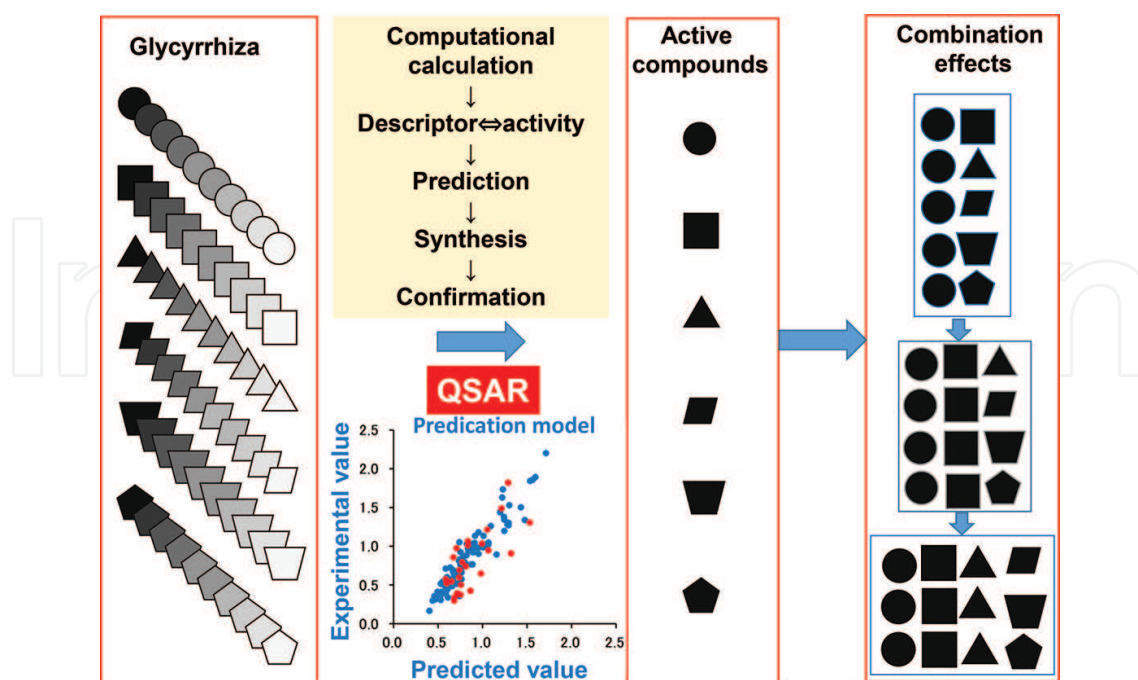 Glycyrrhiza
Computational
calculation
↓
Descriptor⇔activity
↓
Prediction
↓
Synthesis
↓
Confirmation
QSAR
Predication model
Experimental value
2.5
2.0
1.5
1.0
0.5
0.0
0.0 0.5 1.0 1.5 2.0 2.5
Predicted value
Active
compounds
Combination
effects